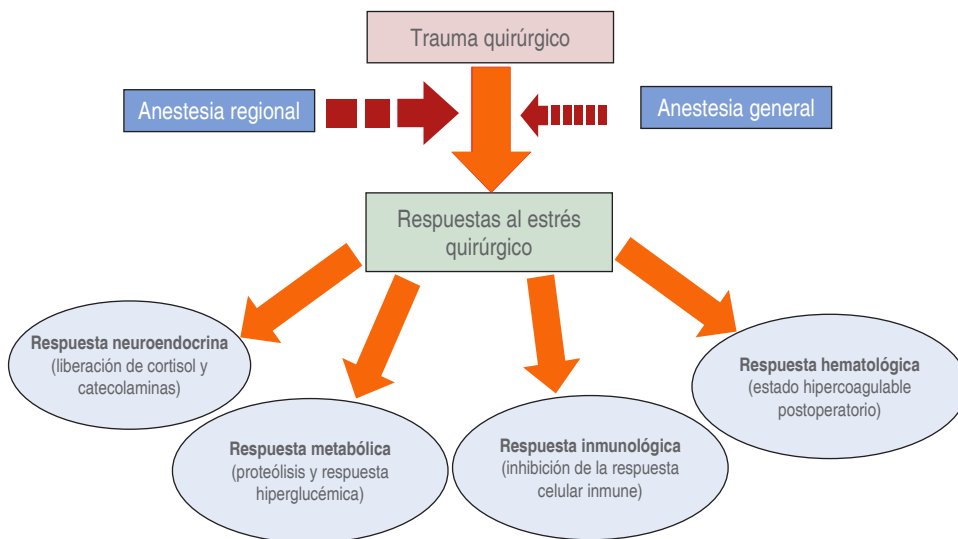 Trauma quirúrgico
Anestesia regional
Anestesia general
Respuestas al estrés
quirúrgico
Respuesta neuroendocrina
(liberación de cortisol y
catecolaminas)
Respuesta metabólica
(proteólisis y respuesta
hiperglucémica)
Respuesta inmunológica
(inhibición de la respuesta
celular inmune)
Respuesta hematológica
(estado hipercoagulable
postoperatorio)